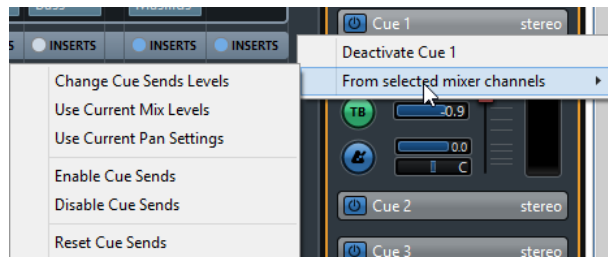 Cue 1 stereo
S INSERTS INSERTS INSERTS
Deactivate Cue 1
Change Cue Sends Levels
From selected mixer channels
Use Current Mix Levels
TB -0.9
Use Current Pan Settings
0.0
C
Enable Cue Sends
Disable Cue Sends
Cue 2 stereo
Reset Cue Sends
Cue 3 stereo